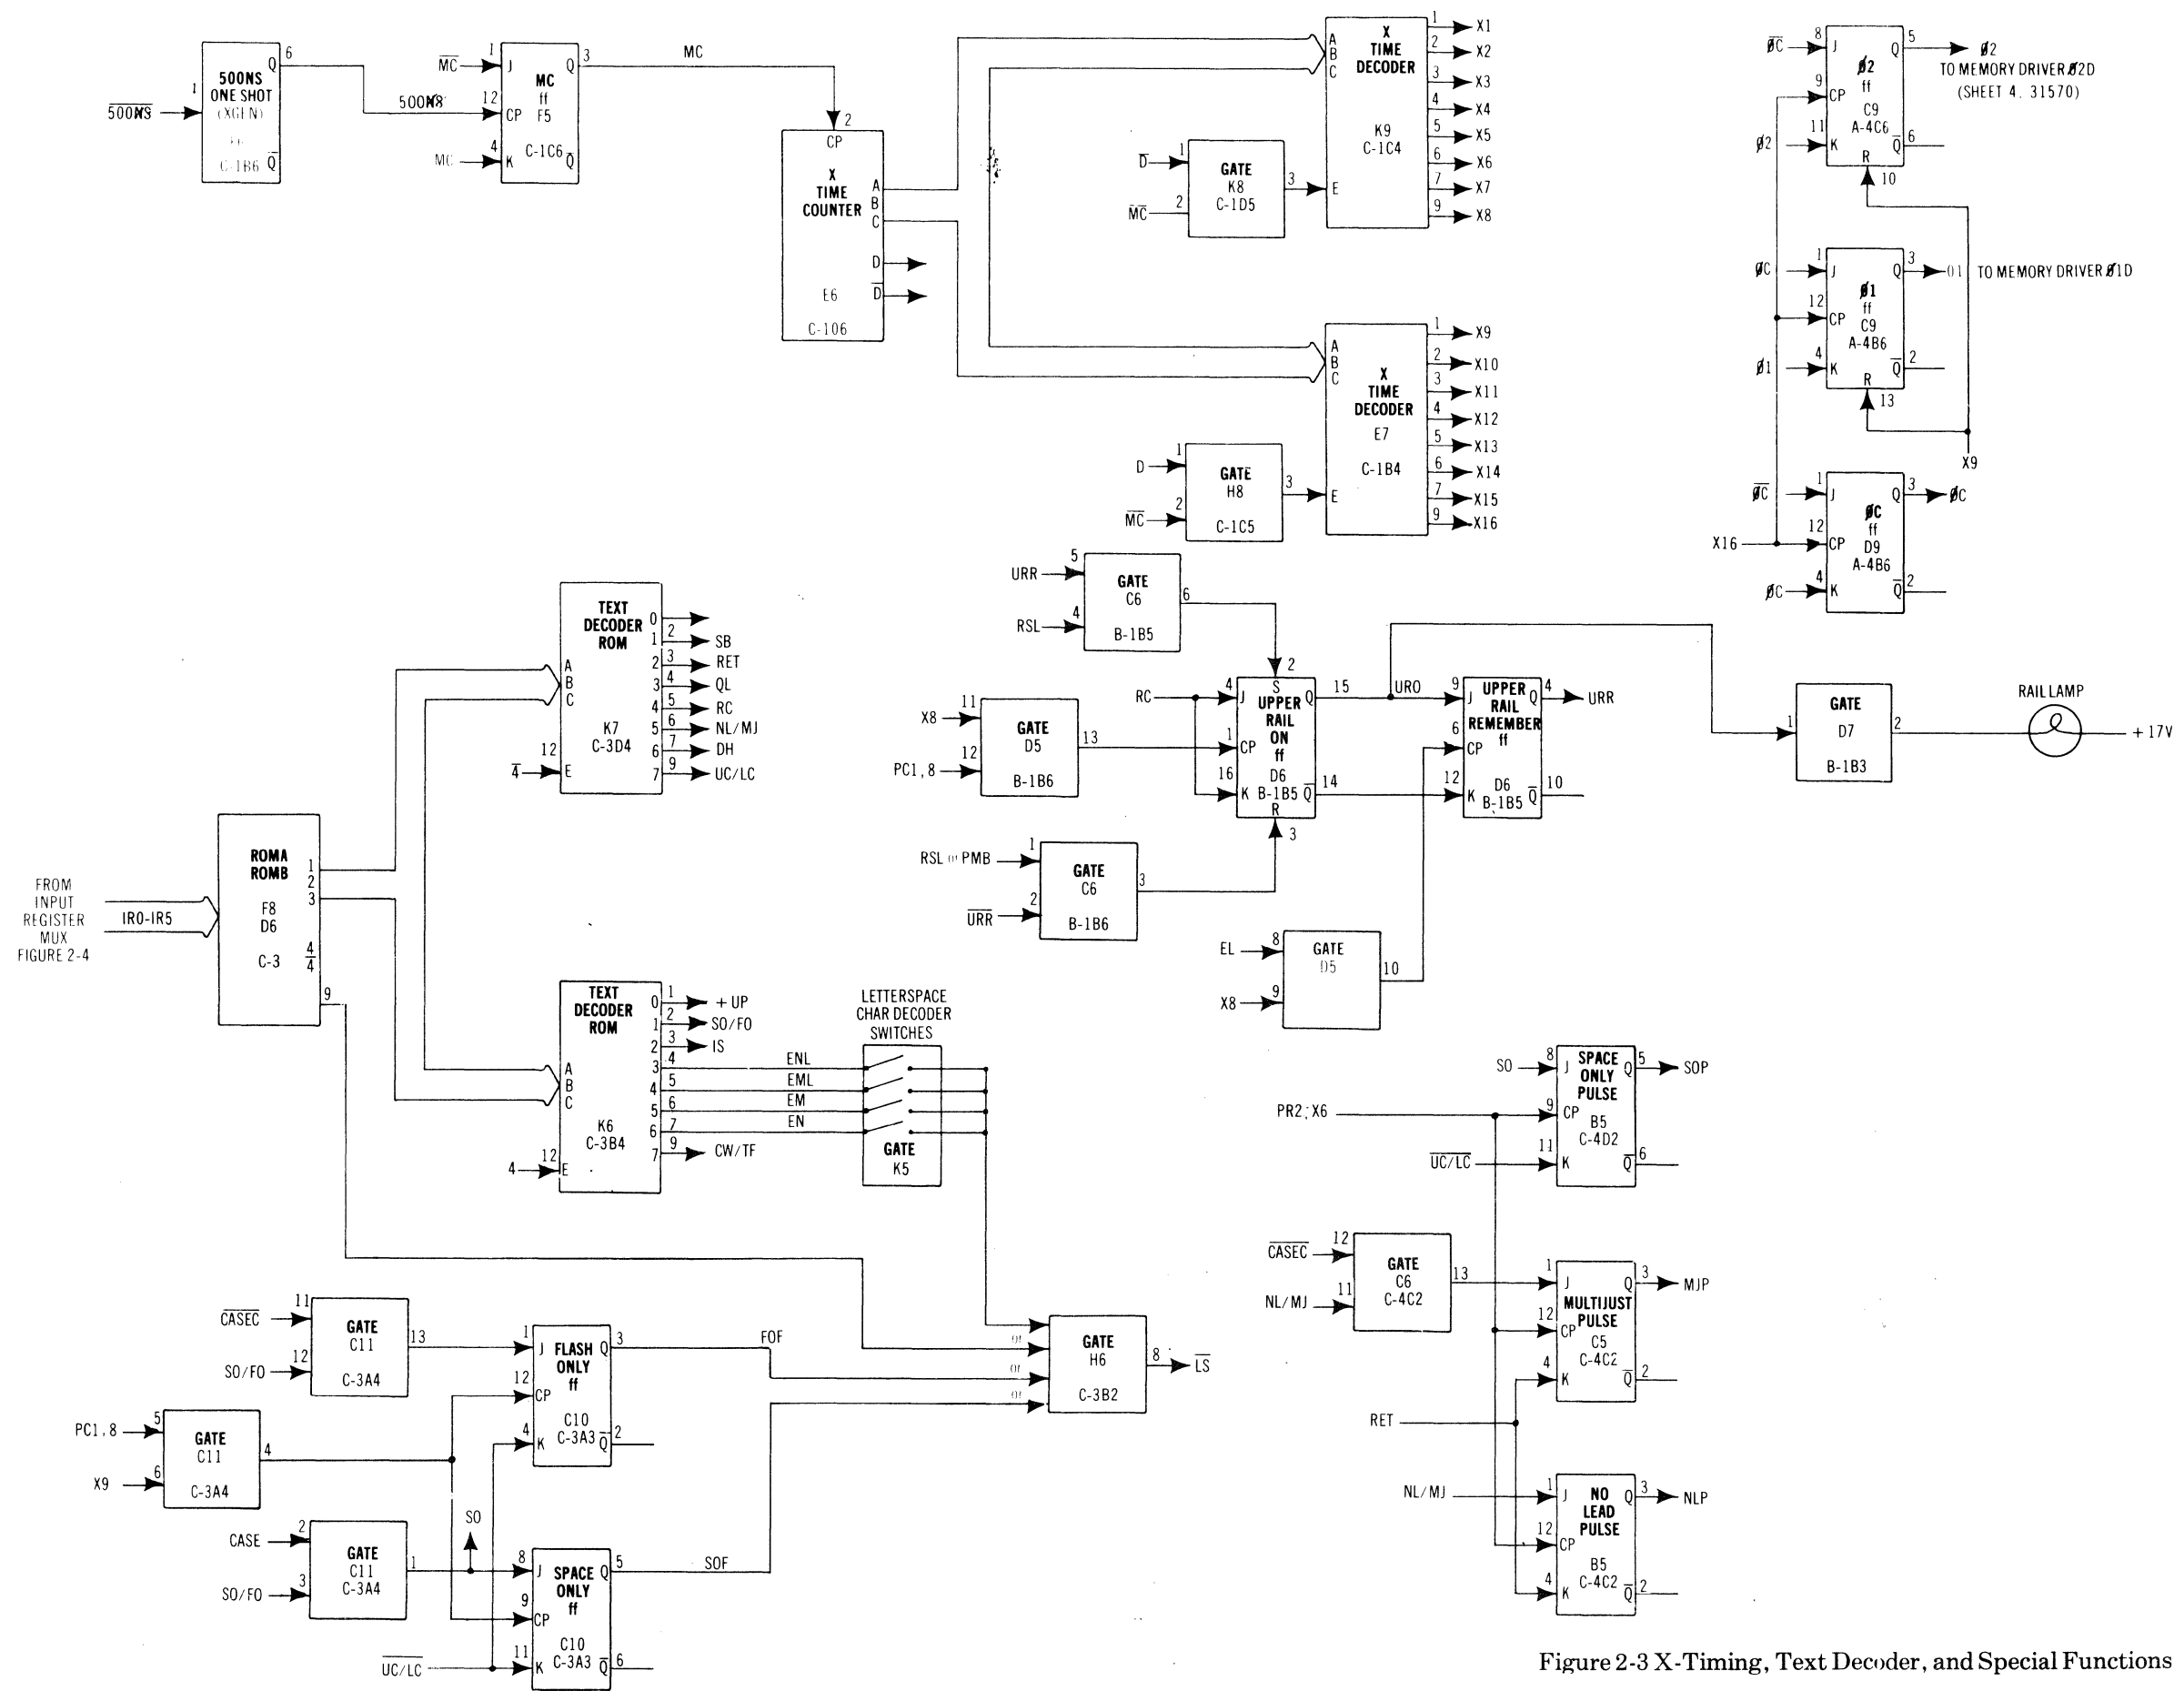 6
Q
500NS
ONE SHOT
(XGEN)
C-1B6
Q̅
1
5̅0̅0̅N̅S̅
500NS
M̅C̅
1
J
Q
3
MC
MC
ff
F5
12
CP
C-1C6
MC
4
K
Q̅
2
CP
X
TIME
COUNTER
A
B
C
D
D̅
E6
C-106
A
B
C
X
TIME
DECODER
K9
C-1C4
E
1 X1
2 X2
3 X3
4 X4
5 X5
6 X6
7 X7
9 X8
D̅
1
M̅C̅
2
GATE
K8
C-1D5
3
A
B
C
X
TIME
DECODER
E7
C-1B4
E
1 X9
2 X10
3 X11
4 X12
5 X13
6 X14
7 X15
9 X16
D
1
M̅C̅
2
GATE
H8
C-1C5
3
Ø̅C̅
8
J
Q
5
Ø2
TO MEMORY DRIVER Ø2D
(SHEET 4. 31570)
Ø2
ff
C9
A-4C6
9
CP
Ø2
11
K
Q̅
6
R
10
ØC
1
J
Q
3
01
TO MEMORY DRIVER Ø1D
Ø1
ff
C9
A-4B6
12
CP
Ø1
4
K
Q̅
2
R
13
X9
Ø̅C̅
1
J
Q
3
ØC
ØC
ff
D9
A-4B6
X16
12
CP
ØC
4
K
Q̅
2
URR
5
RSL
4
GATE
C6
B-1B5
6
X8
11
PC1,8
12
GATE
D5
B-1B6
13
RC
4
J
S
2
Q
15
UPPER
RAIL
ON
ff
D6
B-1B5
1
CP
16
K
Q̅
14
R
3
URO
9
J
Q
4
URR
UPPER
RAIL
REMEMBER
ff
D6
B-1B5
6
CP
12
K
Q̅
10
1
GATE
D7
B-1B3
2
RAIL LAMP
+ 17V
RSL or PMB
1
U̅R̅R̅
2
GATE
C6
B-1B6
3
EL
8
X8
9
GATE
D5
10
FROM
INPUT
REGISTER
MUX
FIGURE 2-4
IR0-IR5
ROMA
ROMB
F8
D6
C-3
1
2
3
4
4̅
9
TEXT
DECODER
ROM
A
B
C
K7
C-3D4
4̅
12
E
0
1 2 SB
2 3 RET
3 4 QL
4 5 RC
5 6 NL/MJ
6 7 DH
7 9 UC/LC
TEXT
DECODER
ROM
A
B
C
K6
C-3B4
4
12
E
0 1 + UP
1 2 SO/FO
2 3 IS
3 4 ENL
4 5 EML
5 6 EM
6 7 EN
7 9 CW/TF
LETTERSPACE
CHAR DECODER
SWITCHES
GATE
K5
C̅A̅S̅E̅C̅
11
SO/FO
12
GATE
C11
C-3A4
13
1
J
Q
3
FOF
FLASH
ONLY
ff
C10
C-3A3
12
CP
4
K
Q̅
2
PC1.8
5
X9
6
GATE
C11
C-3A4
4
CASE
2
SO/FO
3
GATE
C11
C-3A4
1
SO
8
J
Q
5
SOF
SPACE
ONLY
ff
C10
C-3A3
9
CP
U̅C̅/̅L̅C̅
11
K
Q̅
6
or
or
or
GATE
H6
C-3B2
8
L̅S̅
SO
8
J
Q
5
SOP
SPACE
ONLY
PULSE
B5
C-4D2
PR2; X6
9
CP
U̅C̅/̅L̅C̅
11
K
Q̅
6
C̅A̅S̅E̅C̅
12
NL/MJ
11
GATE
C6
C-4C2
13
1
J
Q
3
MJP
MULTIJUST
PULSE
C5
C-4C2
12
CP
4
K
Q̅
2
RET
NL/MJ
1
J
Q
3
NLP
NO
LEAD
PULSE
B5
C-4C2
12
CP
4
K
Q̅
2
Figure 2-3 X-Timing, Text Decoder, and Special Functions